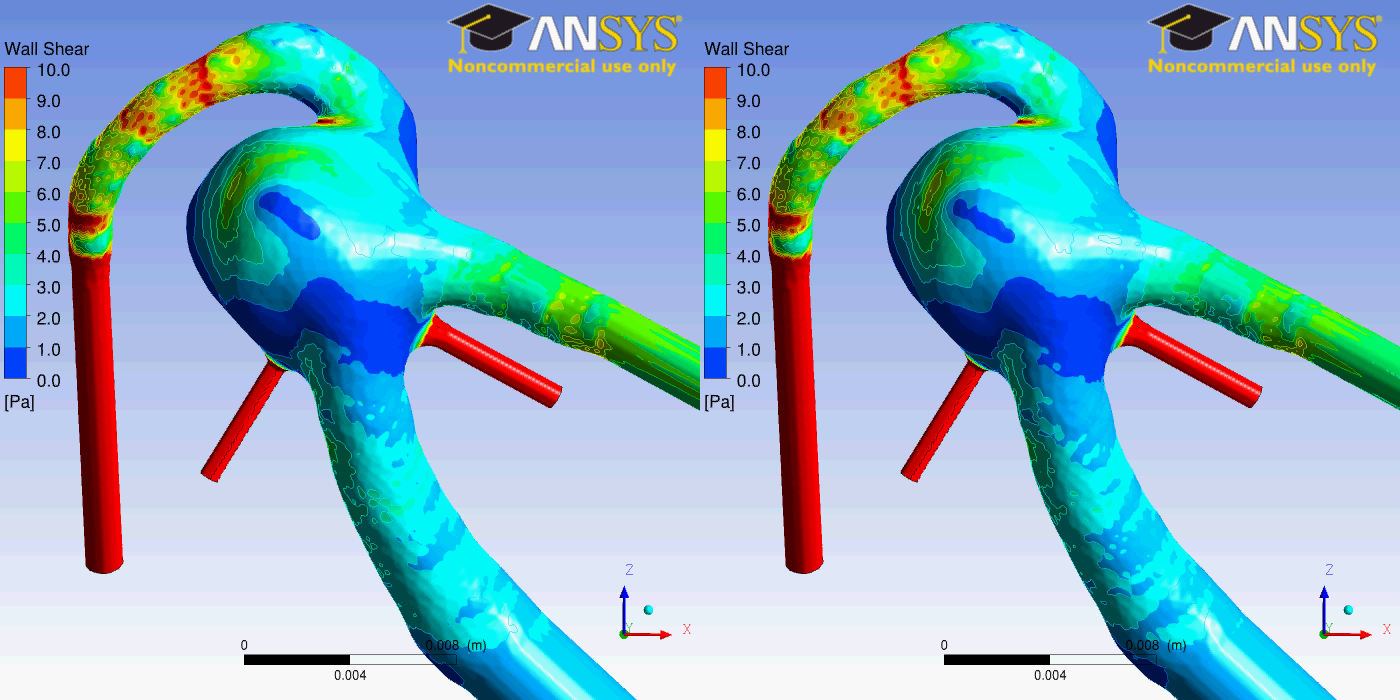 ANSYS
Noncommercial use only
Wall Shear
10.0
9.0
8.0
7.0
6.0
5.0
4.0
3.0
2.0
1.0
0.0
[Pa]
Z
Y
X
0 0.008 (m)
0.004
ANSYS
Noncommercial use only
Wall Shear
10.0
9.0
8.0
7.0
6.0
5.0
4.0
3.0
2.0
1.0
0.0
[Pa]
Z
Y
X
0 0.008 (m)
0.004